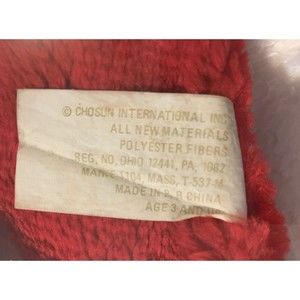 © CHOSUN INTERNATIONAL INC
ALL NEW MATERIALS
POLYESTER FIBERS
REG. NO. OHIO 12441, PA. 1062
MAINE 1104, MASS. T-537-M
MADE IN P. R CHINA
AGE 3 AND UP